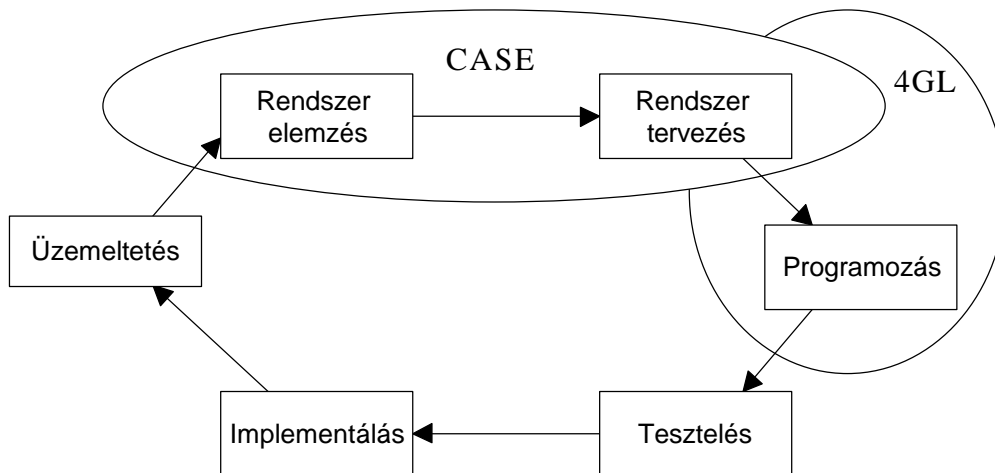 CASE
4GL
Rendszer
elemzés
Rendszer
tervezés
Üzemeltetés
Programozás
Implementálás
Tesztelés